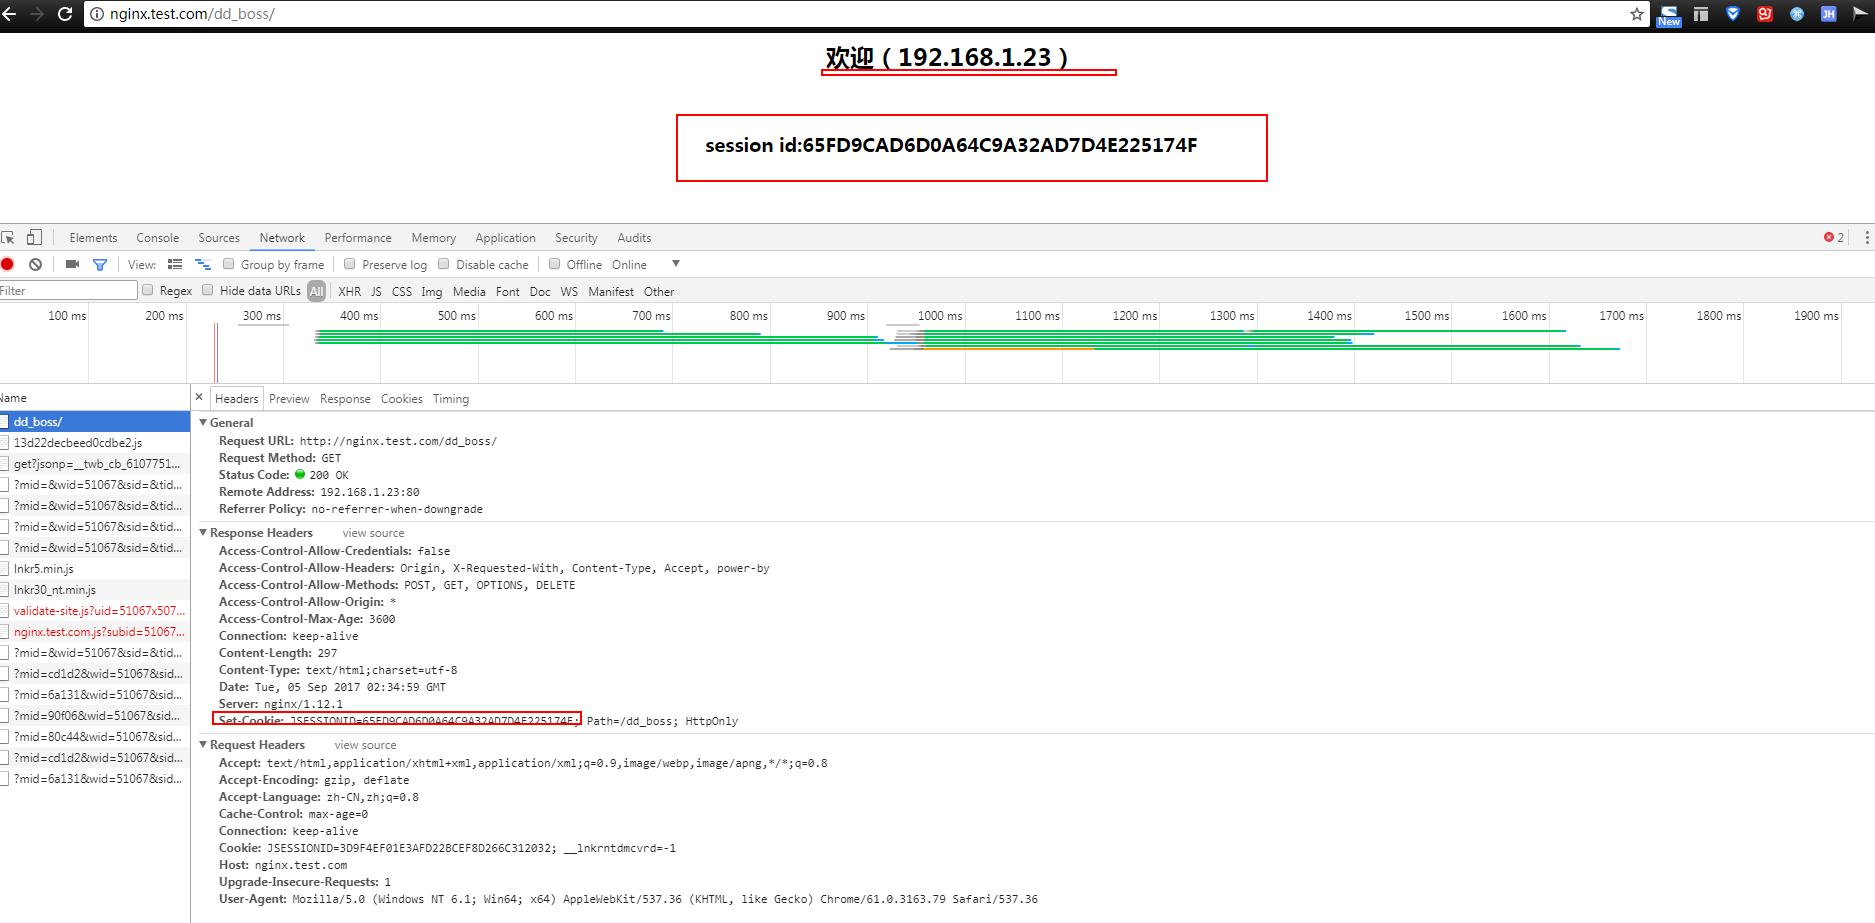 nginx.test.com/dd_boss/
New
JH
欢迎（192.168.1.23）
session id:65FD9CAD6D0A64C9A32AD7D4E225174F
Elements Console Sources Network Performance Memory Application Security Audits 2
View: Group by frame Preserve log Disable cache Offline Online
Filter Regex Hide data URLs All XHR JS CSS Img Media Font Doc WS Manifest Other
100 ms 200 ms 300 ms 400 ms 500 ms 600 ms 700 ms 800 ms 900 ms 1000 ms 1100 ms 1200 ms 1300 ms 1400 ms 1500 ms 1600 ms 1700 ms 1800 ms 1900 ms
Name
dd_boss/
13d22decbeed0cdbe2.js
get?jsonp=__twb_cb_6107751...
?mid=&wid=51067&sid=&tid...
?mid=&wid=51067&sid=&tid...
?mid=&wid=51067&sid=&tid...
?mid=&wid=51067&sid=&tid...
lnkr5.min.js
lnkr30_nt.min.js
validate-site.js?uid=51067x507...
nginx.test.com.js?subid=51067...
?mid=&wid=51067&sid=&tid...
?mid=cd1d2&wid=51067&sid...
?mid=6a131&wid=51067&sid...
?mid=90f06&wid=51067&sid...
?mid=80c44&wid=51067&sid...
?mid=cd1d2&wid=51067&sid...
?mid=6a131&wid=51067&sid...
× Headers Preview Response Cookies Timing
General
Request URL: http://nginx.test.com/dd_boss/
Request Method: GET
Status Code: 200 OK
Remote Address: 192.168.1.23:80
Referrer Policy: no-referrer-when-downgrade
Response Headers view source
Access-Control-Allow-Credentials: false
Access-Control-Allow-Headers: Origin, X-Requested-With, Content-Type, Accept, power-by
Access-Control-Allow-Methods: POST, GET, OPTIONS, DELETE
Access-Control-Allow-Origin: *
Access-Control-Max-Age: 3600
Connection: keep-alive
Content-Length: 297
Content-Type: text/html;charset=utf-8
Date: Tue, 05 Sep 2017 02:34:59 GMT
Server: nginx/1.12.1
Set-Cookie: JSESSIONID=65FD9CAD6D0A64C9A32AD7D4E225174F; Path=/dd_boss; HttpOnly
Request Headers view source
Accept: text/html,application/xhtml+xml,application/xml;q=0.9,image/webp,image/apng,*/*;q=0.8
Accept-Encoding: gzip, deflate
Accept-Language: zh-CN,zh;q=0.8
Cache-Control: max-age=0
Connection: keep-alive
Cookie: JSESSIONID=3D9F4EF01E3AFD22BCEF8D266C312032; __lnkrntdmcvrd=-1
Host: nginx.test.com
Upgrade-Insecure-Requests: 1
User-Agent: Mozilla/5.0 (Windows NT 6.1; Win64; x64) AppleWebKit/537.36 (KHTML, like Gecko) Chrome/61.0.3163.79 Safari/537.36